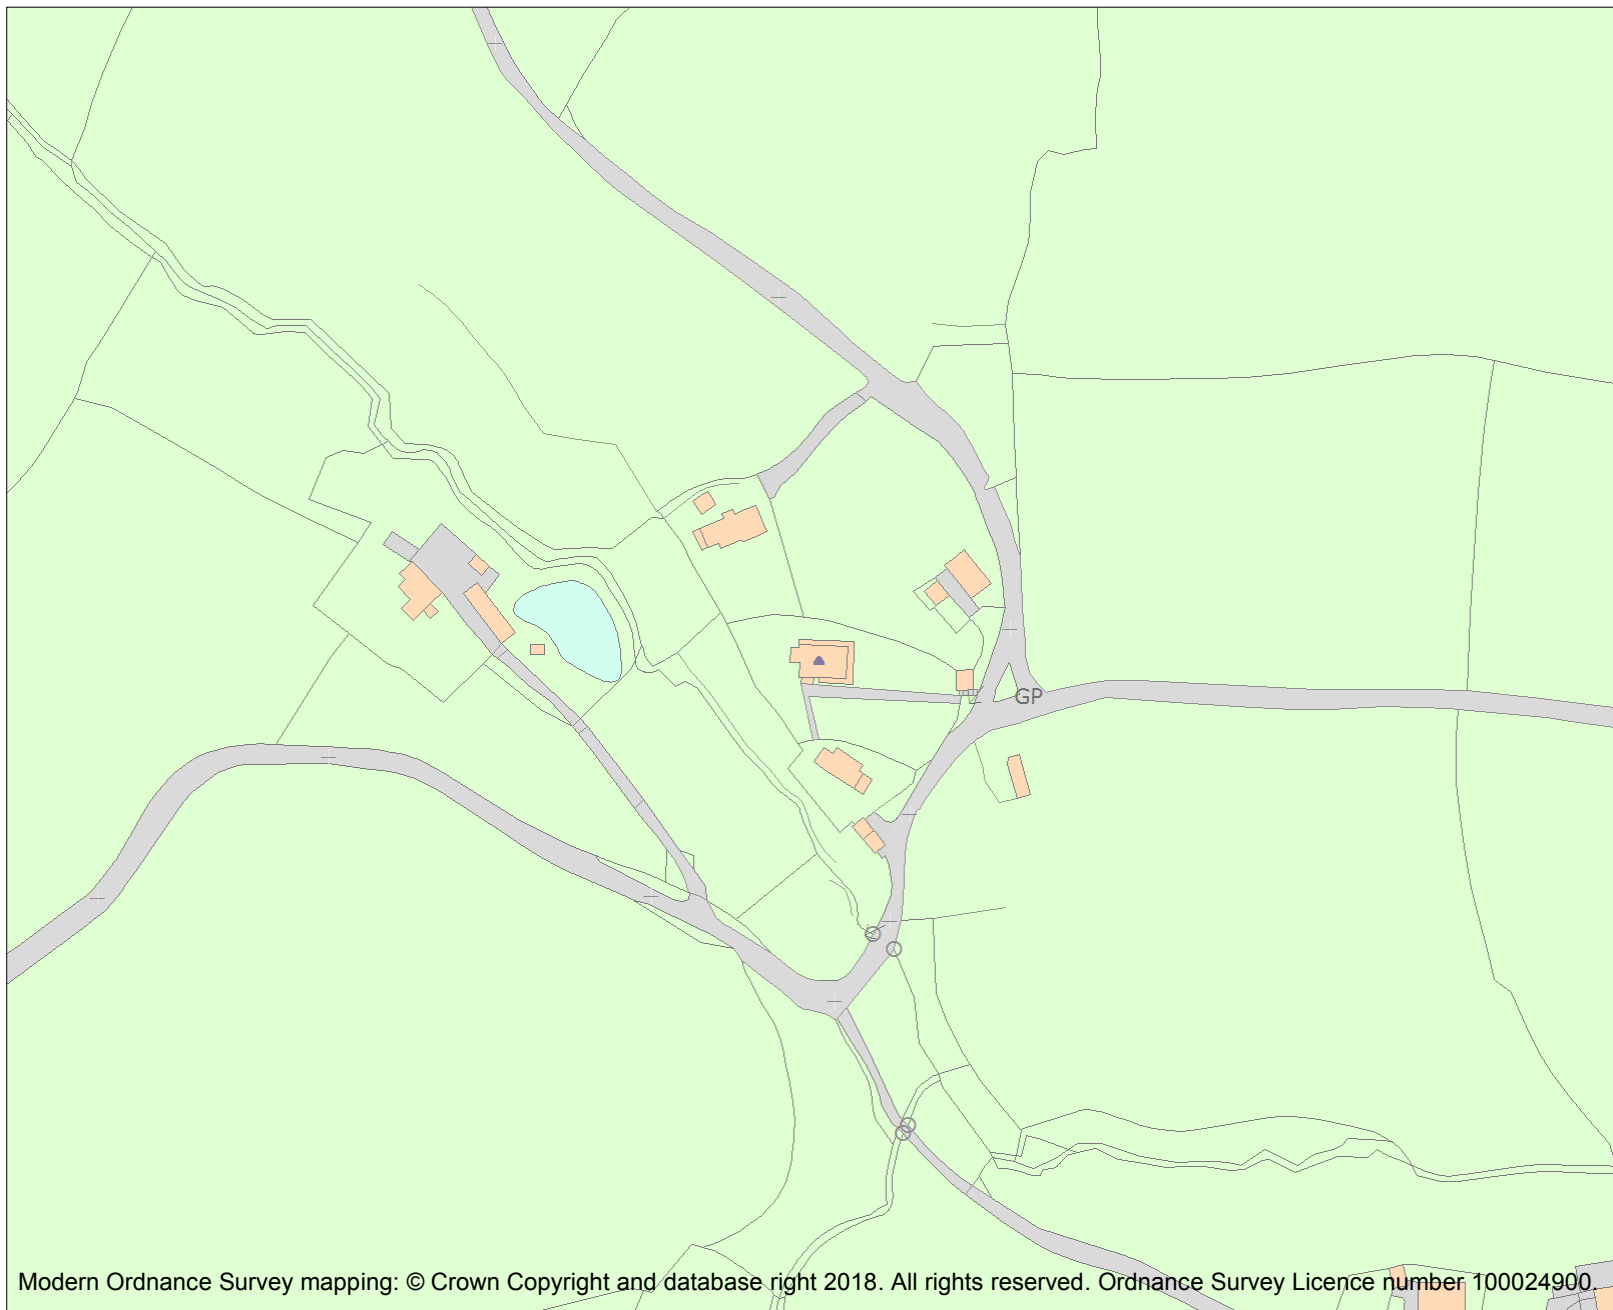 GP
Modern Ordnance Survey mapping: © Crown Copyright and database right 2018. All rights reserved. Ordnance Survey Licence number 100024900.